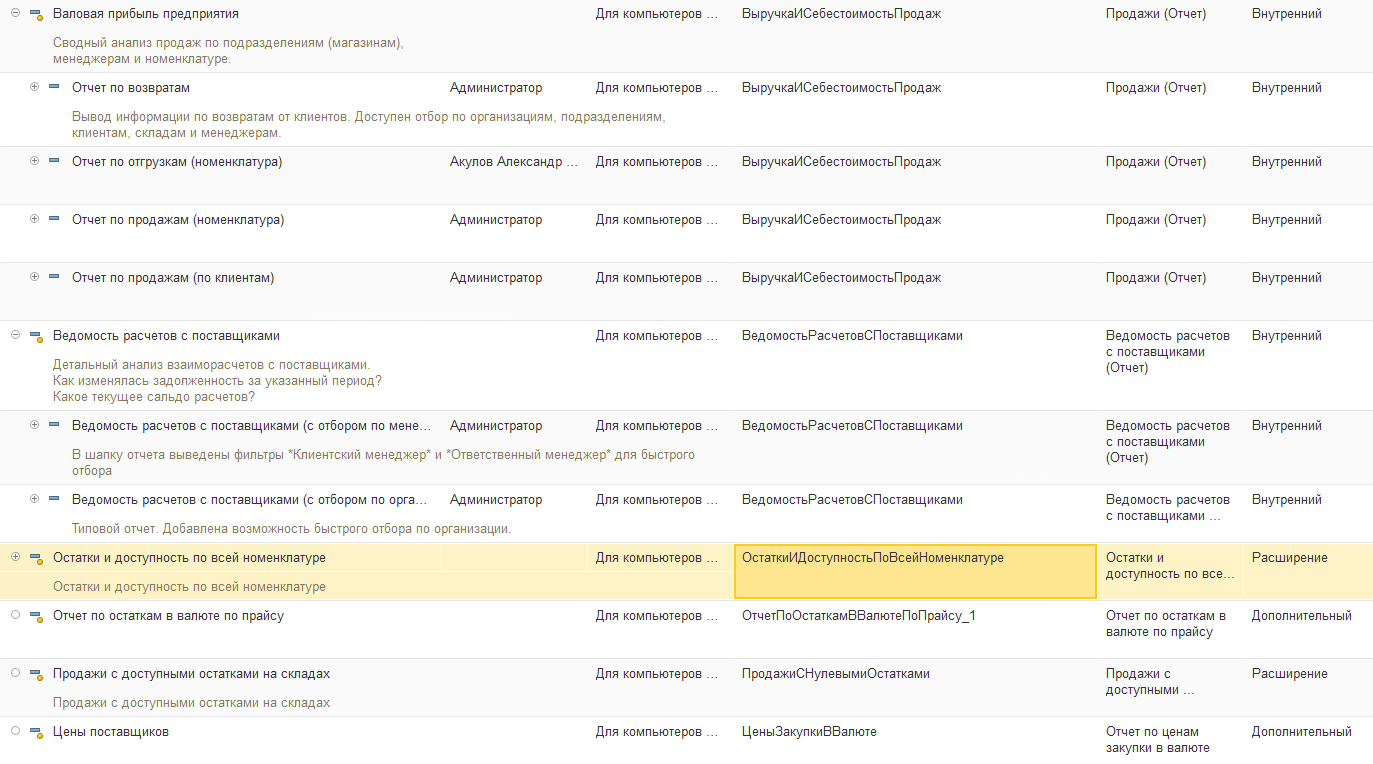 Валовая прибыль предприятия Для компьютеров … ВыручкаИСебестоимостьПродаж Продажи (Отчет) Внутренний
Сводный анализ продаж по подразделениям (магазинам),
менеджерам и номенклатуре.
Отчет по возвратам Администратор Для компьютеров … ВыручкаИСебестоимостьПродаж Продажи (Отчет) Внутренний
Вывод информации по возвратам от клиентов. Доступен отбор по организациям, подразделениям,
клиентам, складам и менеджерам.
Отчет по отгрузкам (номенклатура) Акулов Александр … Для компьютеров … ВыручкаИСебестоимостьПродаж Продажи (Отчет) Внутренний
Отчет по продажам (номенклатура) Администратор Для компьютеров … ВыручкаИСебестоимостьПродаж Продажи (Отчет) Внутренний
Отчет по продажам (по клиентам) Администратор Для компьютеров … ВыручкаИСебестоимостьПродаж Продажи (Отчет) Внутренний
Ведомость расчетов с поставщиками Для компьютеров … ВедомостьРасчетовСПоставщиками Ведомость расчетов Внутренний
с поставщиками
(Отчет)
Детальный анализ взаиморасчетов с поставщиками.
Как изменялась задолженность за указанный период?
Какое текущее сальдо расчетов?
Ведомость расчетов с поставщиками (с отбором по мене… Администратор Для компьютеров … ВедомостьРасчетовСПоставщиками Ведомость расчетов Внутренний
с поставщиками
(Отчет)
В шапку отчета выведены фильтры *Клиентский менеджер* и *Ответственный менеджер* для быстрого
отбора
Ведомость расчетов с поставщиками (с отбором по орга… Администратор Для компьютеров … ВедомостьРасчетовСПоставщиками Ведомость расчетов Внутренний
с поставщиками …
Типовой отчет. Добавлена возможность быстрого отбора по организации.
Остатки и доступность по всей номенклатуре Для компьютеров … ОстаткиИДоступностьПоВсейНоменклатуре Остатки и Расширение
доступность по все…
Остатки и доступность по всей номенклатуре
Отчет по остаткам в валюте по прайсу Для компьютеров … ОтчетПоОстаткамВВалютеПоПрайсу_1 Отчет по остаткам в Дополнительный
валюте по прайсу
Продажи с доступными остатками на складах Для компьютеров … ПродажиСНулевымиОстатками Продажи с Расширение
доступными …
Продажи с доступными остатками на складах
Цены поставщиков Для компьютеров … ЦеныЗакупкиВВалюте Отчет по ценам Дополнительный
закупки в валюте